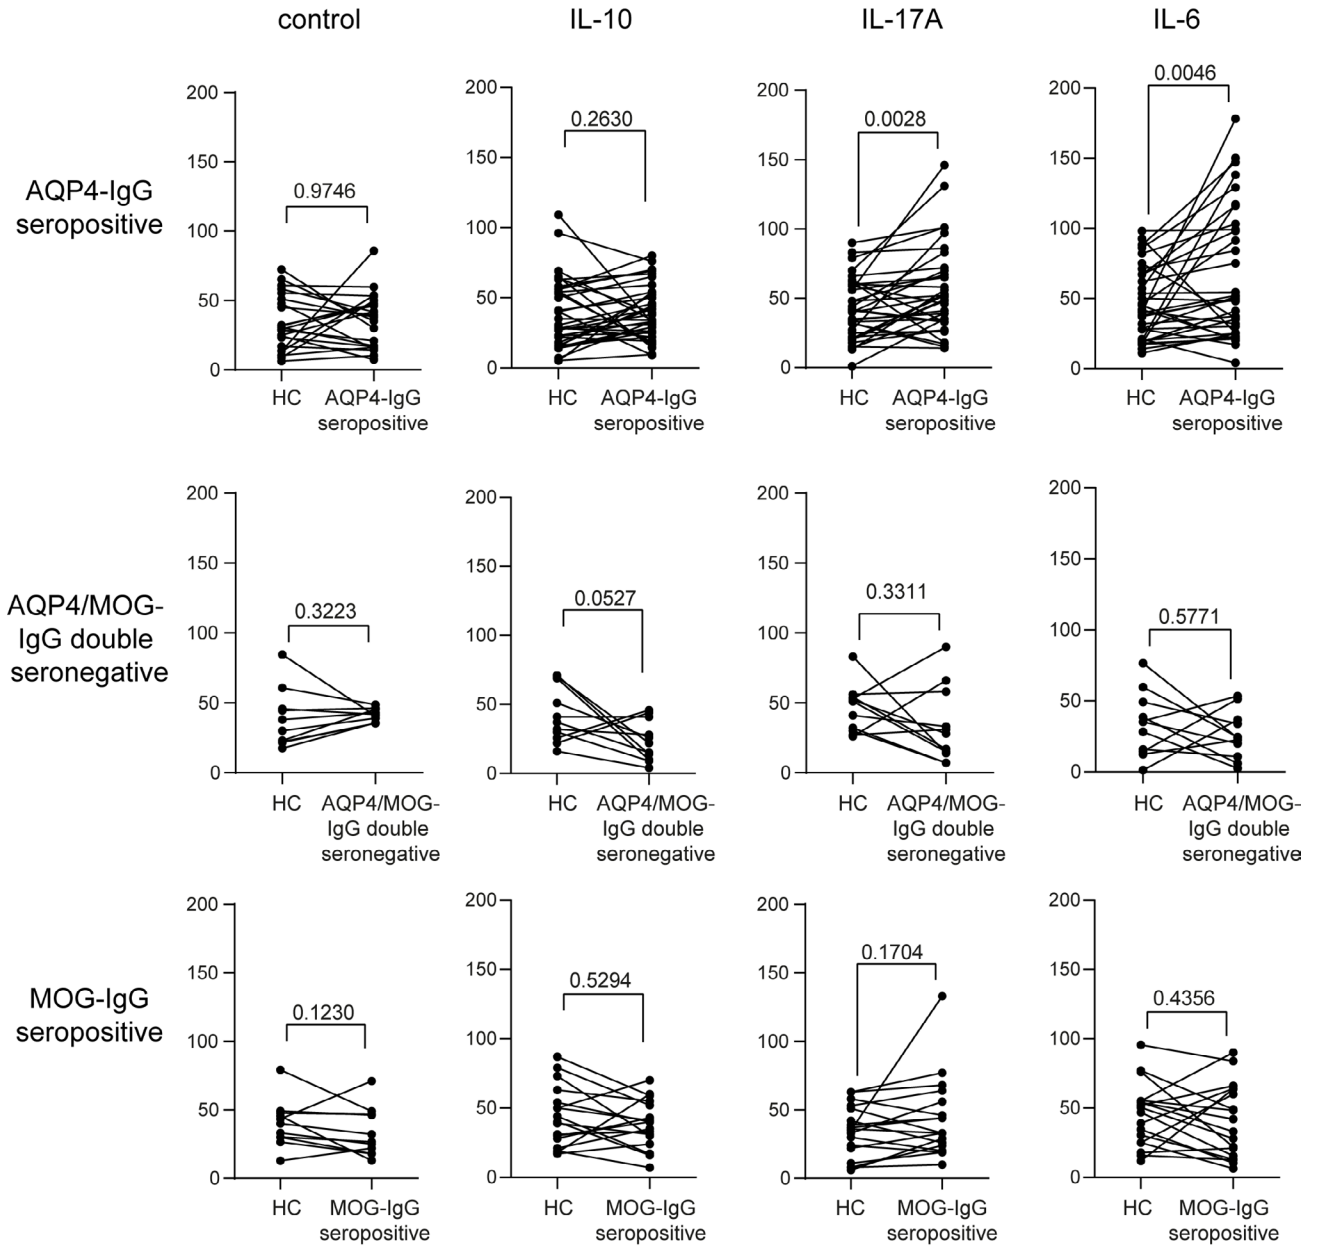 control IL-10 IL-17A IL-6
AQP4-IgG
seropositive
200
150
100
50
0
0.9746
HC AQP4-IgG
seropositive
200
150
100
50
0
0.2630
HC AQP4-IgG
seropositive
200
150
100
50
0
0.0028
HC AQP4-IgG
seropositive
200
150
100
50
0
0.0046
HC AQP4-IgG
seropositive
AQP4/MOG-
IgG double
seronegative
200
150
100
50
0
0.3223
HC AQP4/MOG-
IgG double
seronegative
200
150
100
50
0
0.0527
HC AQP4/MOG-
IgG double
seronegative
200
150
100
50
0
0.3311
HC AQP4/MOG-
IgG double
seronegative
200
150
100
50
0
0.5771
HC AQP4/MOG-
IgG double
seronegative
MOG-IgG
seropositive
200
150
100
50
0
0.1230
HC MOG-IgG
seropositive
200
150
100
50
0
0.5294
HC MOG-IgG
seropositive
200
150
100
50
0
0.1704
HC MOG-IgG
seropositive
200
150
100
50
0
0.4356
HC MOG-IgG
seropositive